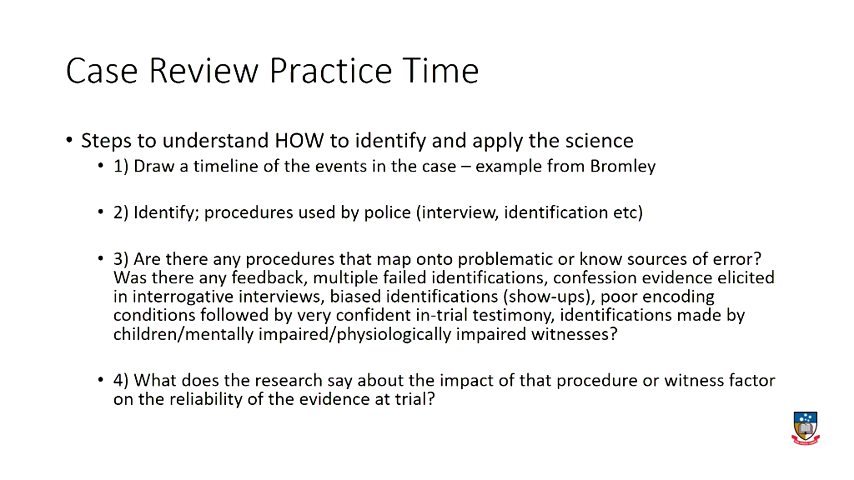 Case Review Practice Time
• Steps to understand HOW to identify and apply the science
• 1) Draw a timeline of the events in the case – example from Bromley
• 2) Identify; procedures used by police (interview, identification etc)
• 3) Are there any procedures that map onto problematic or know sources of error?
Was there any feedback, multiple failed identifications, confession evidence elicited
in interrogative interviews, biased identifications (show-ups), poor encoding
conditions followed by very confident in-trial testimony, identifications made by
children/mentally impaired/physiologically impaired witnesses?
• 4) What does the research say about the impact of that procedure or witness factor
on the reliability of the evidence at trial?